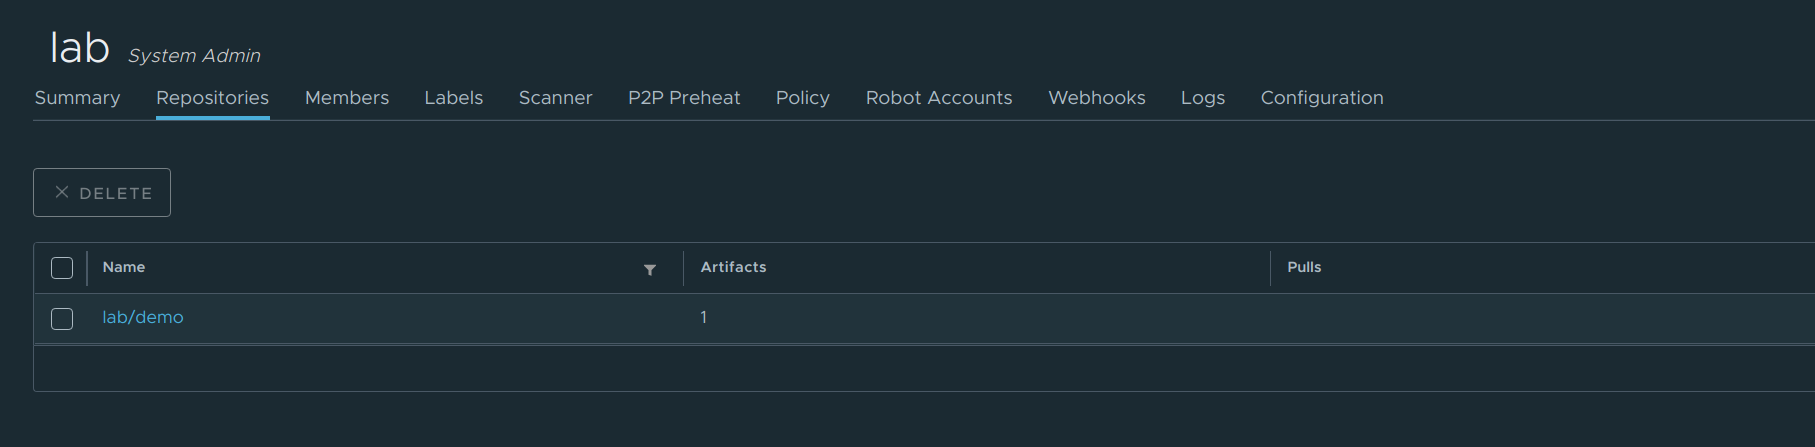 lab System Admin
Summary Repositories Members Labels Scanner P2P Preheat Policy Robot Accounts Webhooks Logs Configuration
DELETE
Name Artifacts Pulls
lab/demo 1